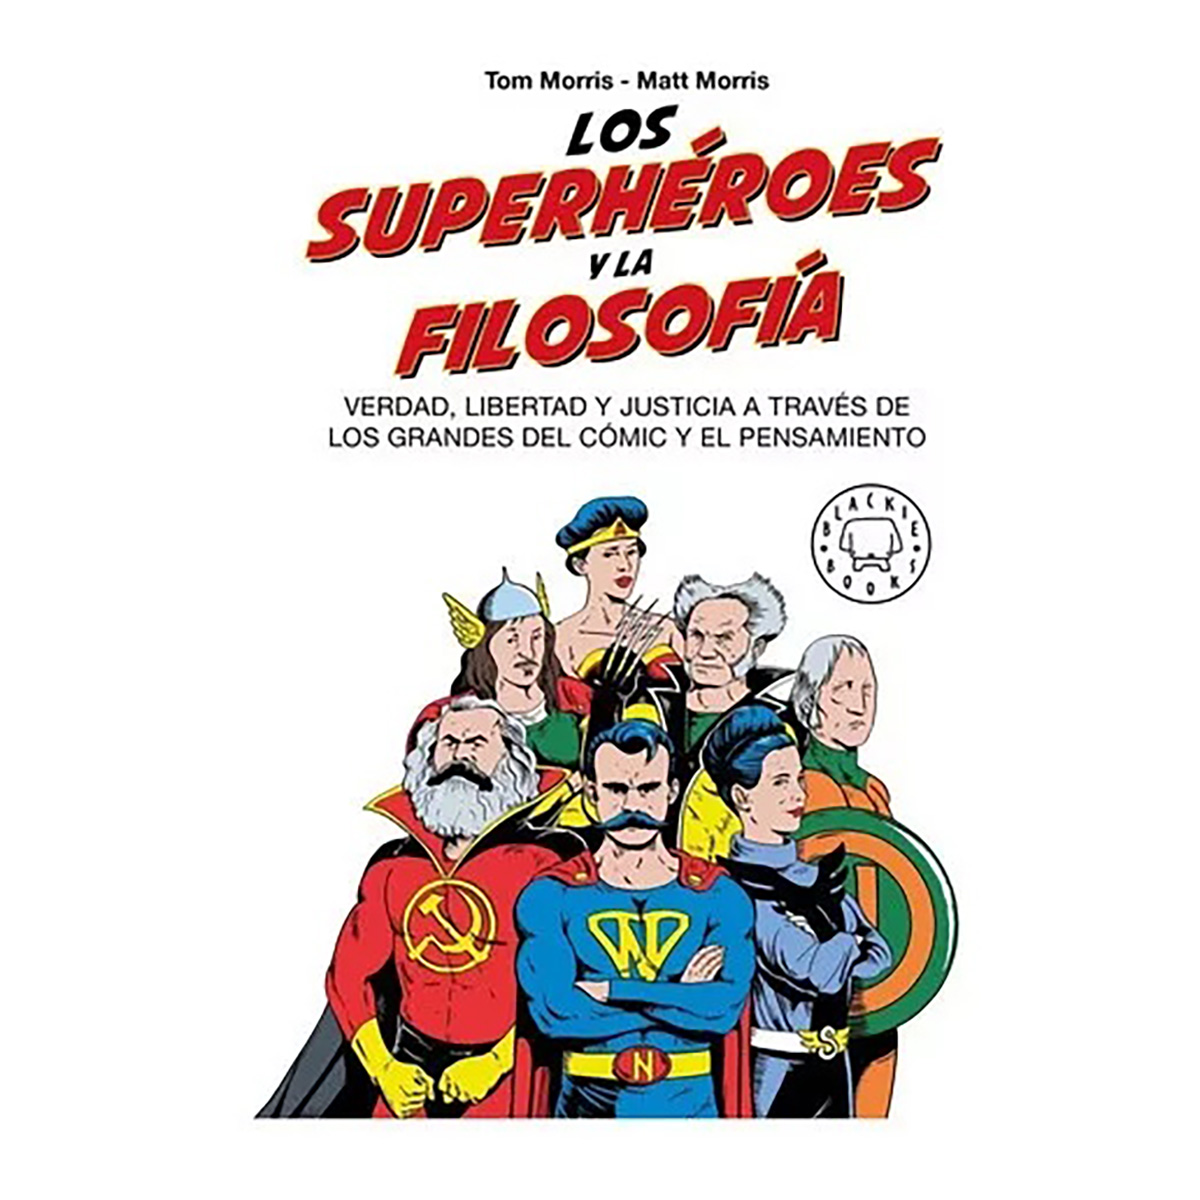 Tom Morris - Matt Morris
LOS
SUPERHÉROES
Y LA
FILOSOFÍA
VERDAD, LIBERTAD Y JUSTICIA A TRAVÉS DE
LOS GRANDES DEL CÓMIC Y EL PENSAMIENTO
BLACKIE
BOOKS
N
N
S